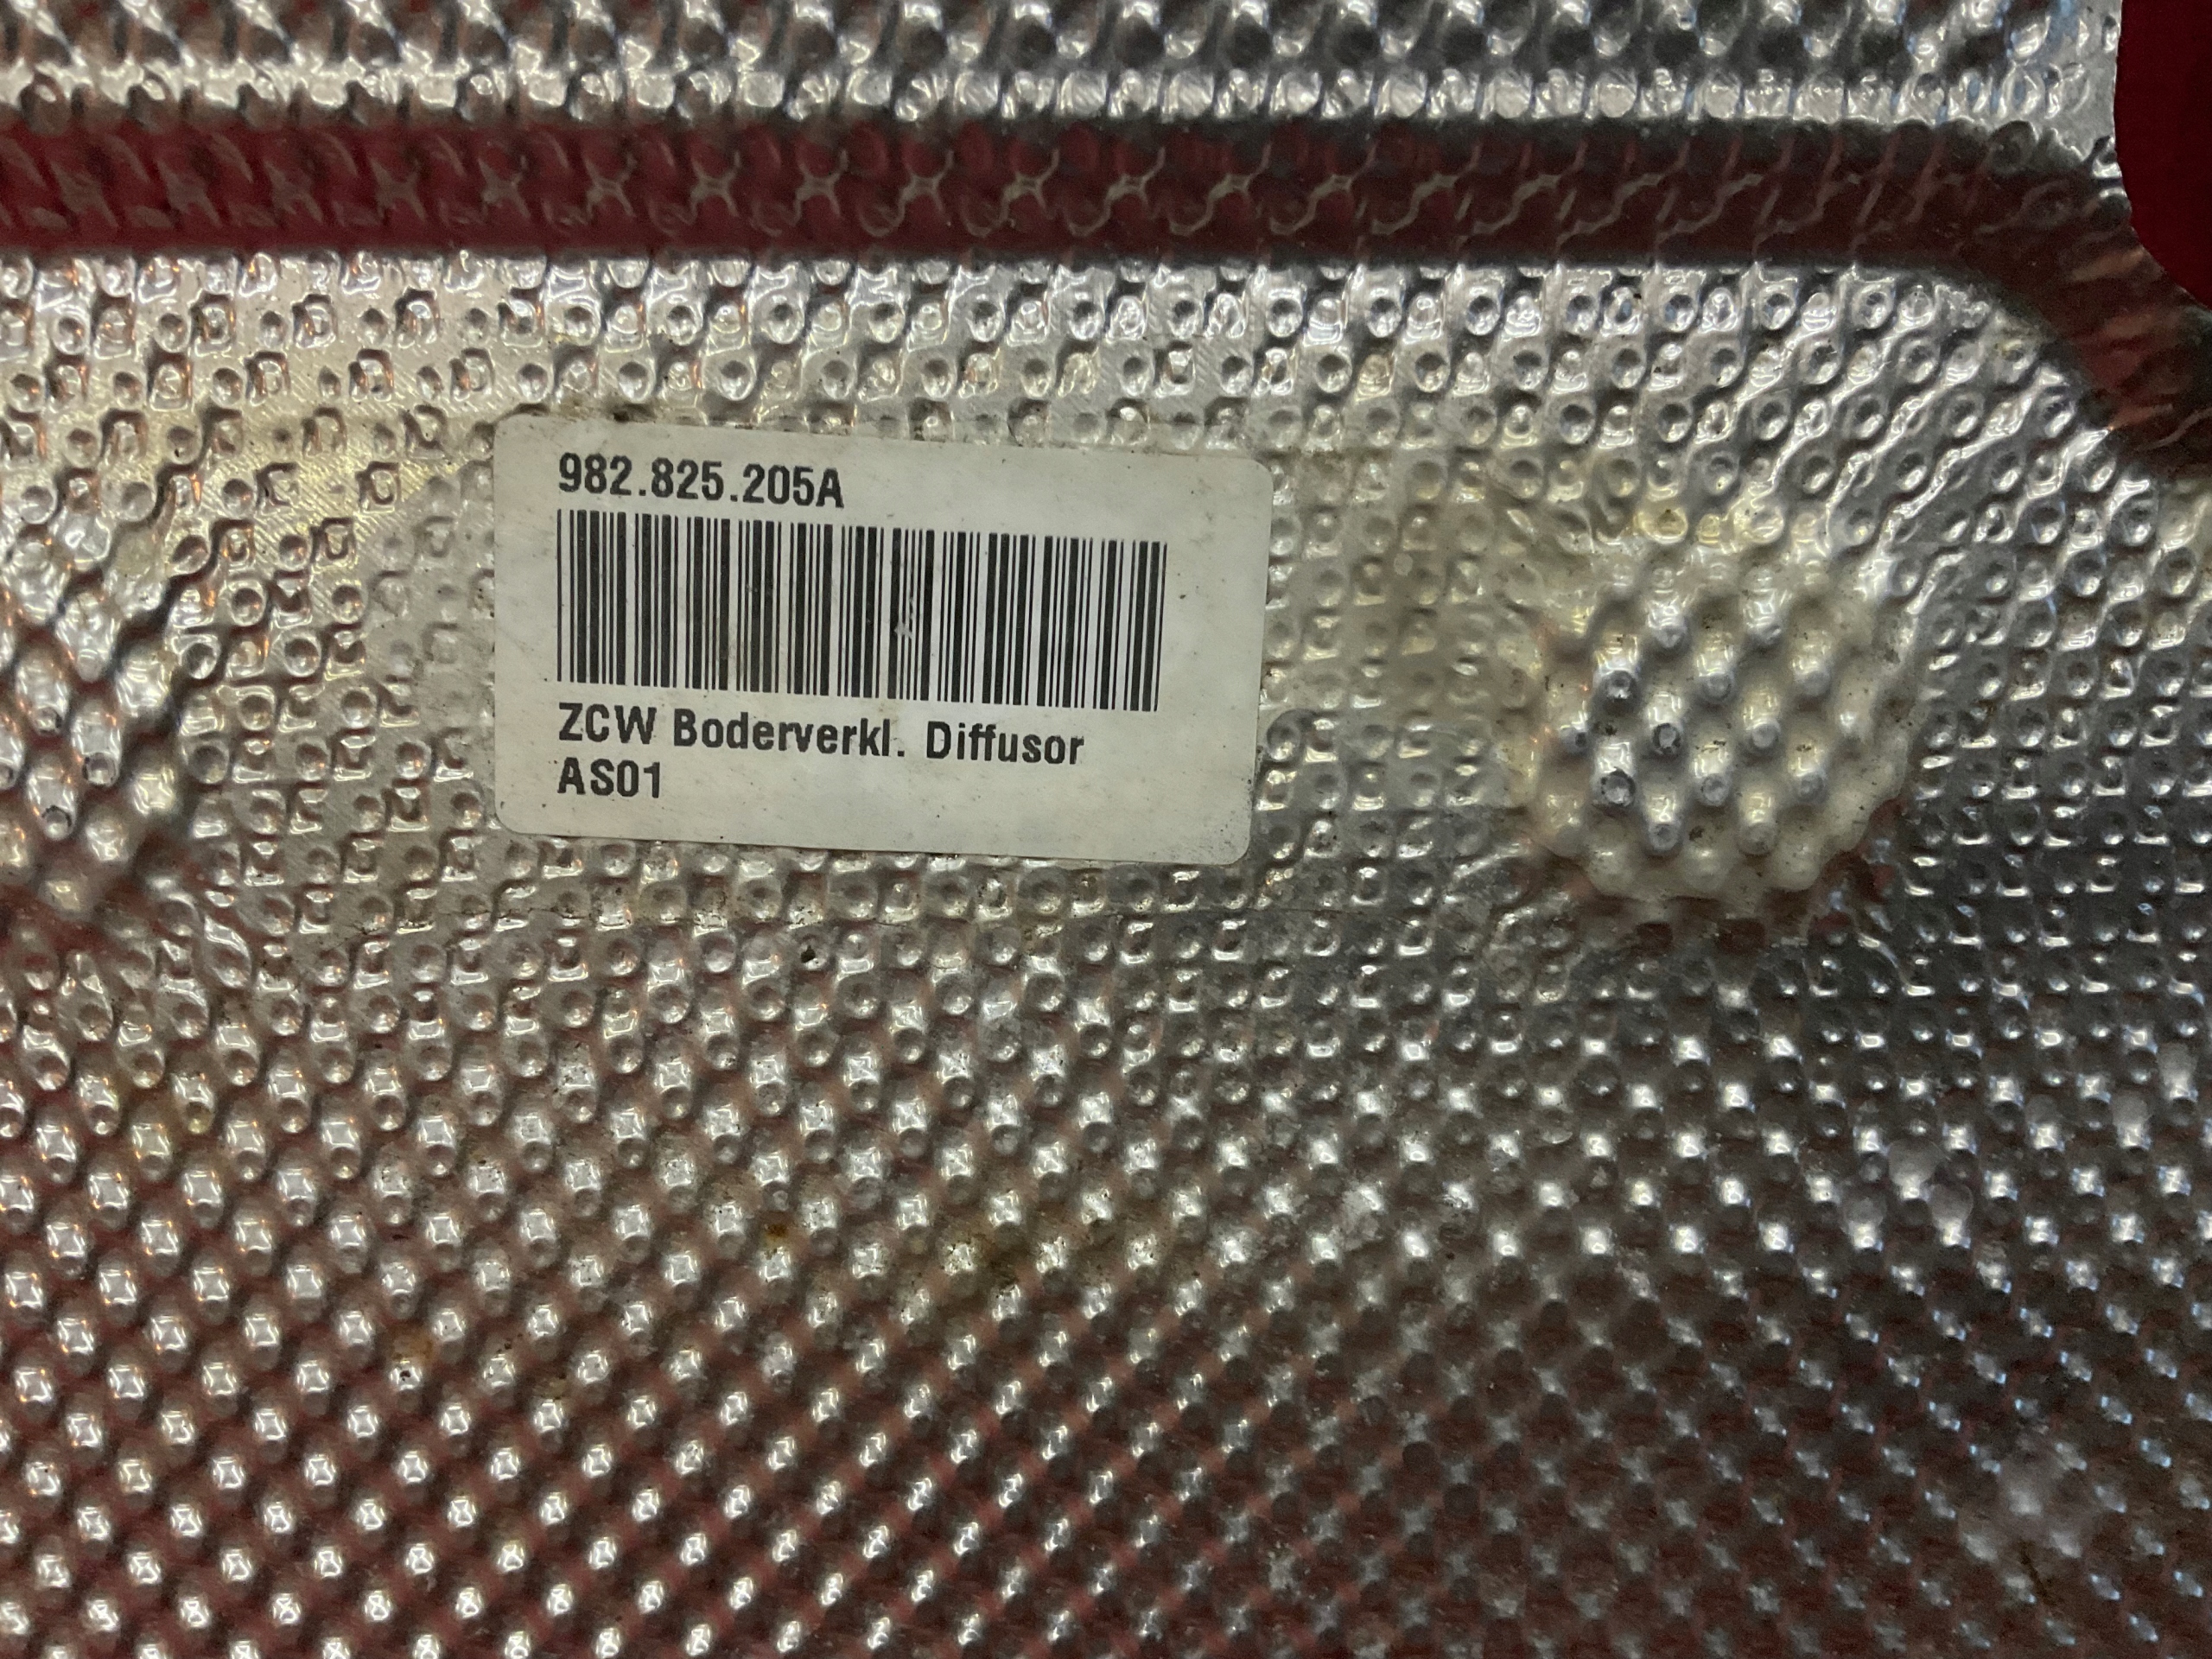 982.825.205A
ZCW Boderverkl. Diffusor
AS01